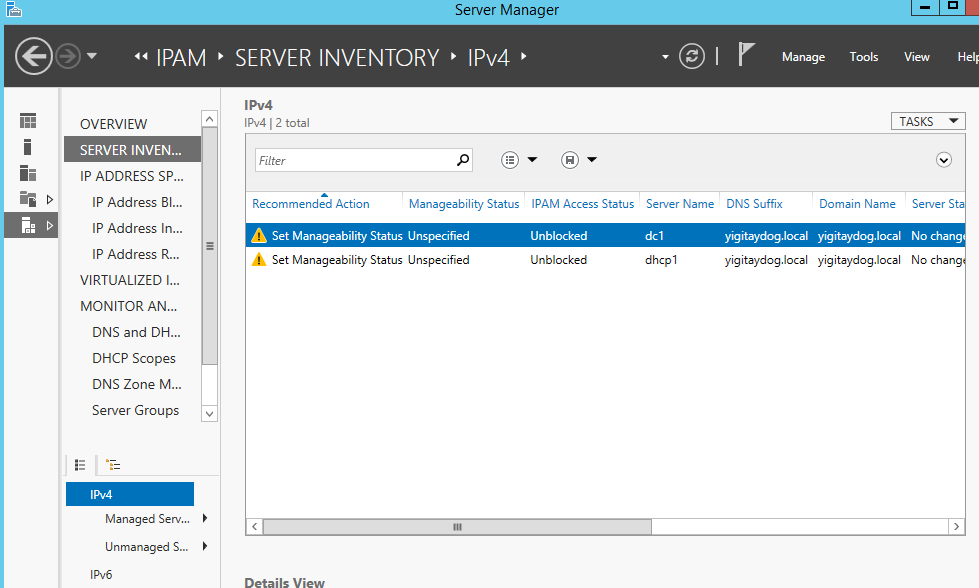 Server Manager
IPAM SERVER INVENTORY IPv4
Manage Tools View Help
OVERVIEW
SERVER INVEN...
IP ADDRESS SP...
IP Address Bl...
IP Address In...
IP Address R...
VIRTUALIZED I...
MONITOR AN...
DNS and DH...
DHCP Scopes
DNS Zone M...
Server Groups
IPv4
Managed Serv...
Unmanaged S...
IPv6
IPv4
IPv4 | 2 total
TASKS
Filter
Recommended Action Manageability Status IPAM Access Status Server Name DNS Suffix Domain Name Server Sta
Set Manageability Status Unspecified Unblocked dc1 yigitaydog.local yigitaydog.local No change
Set Manageability Status Unspecified Unblocked dhcp1 yigitaydog.local yigitaydog.local No change
Details View